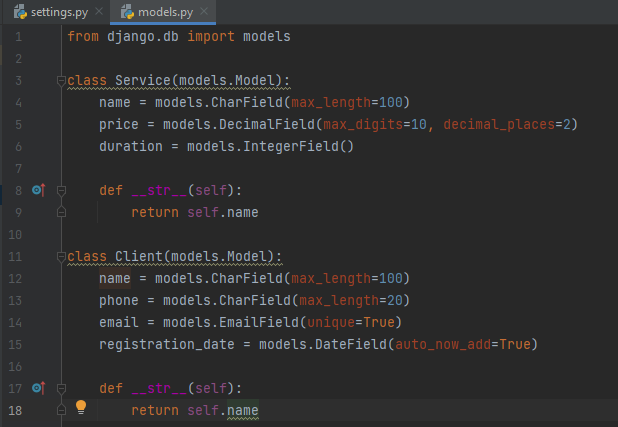 settings.py models.py
1 from django.db import models
2
3 class Service(models.Model):
4     name = models.CharField(max_length=100)
5     price = models.DecimalField(max_digits=10, decimal_places=2)
6     duration = models.IntegerField()
7
8     def __str__(self):
9         return self.name
10
11 class Client(models.Model):
12     name = models.CharField(max_length=100)
13     phone = models.CharField(max_length=20)
14     email = models.EmailField(unique=True)
15     registration_date = models.DateField(auto_now_add=True)
16
17     def __str__(self):
18         return self.name